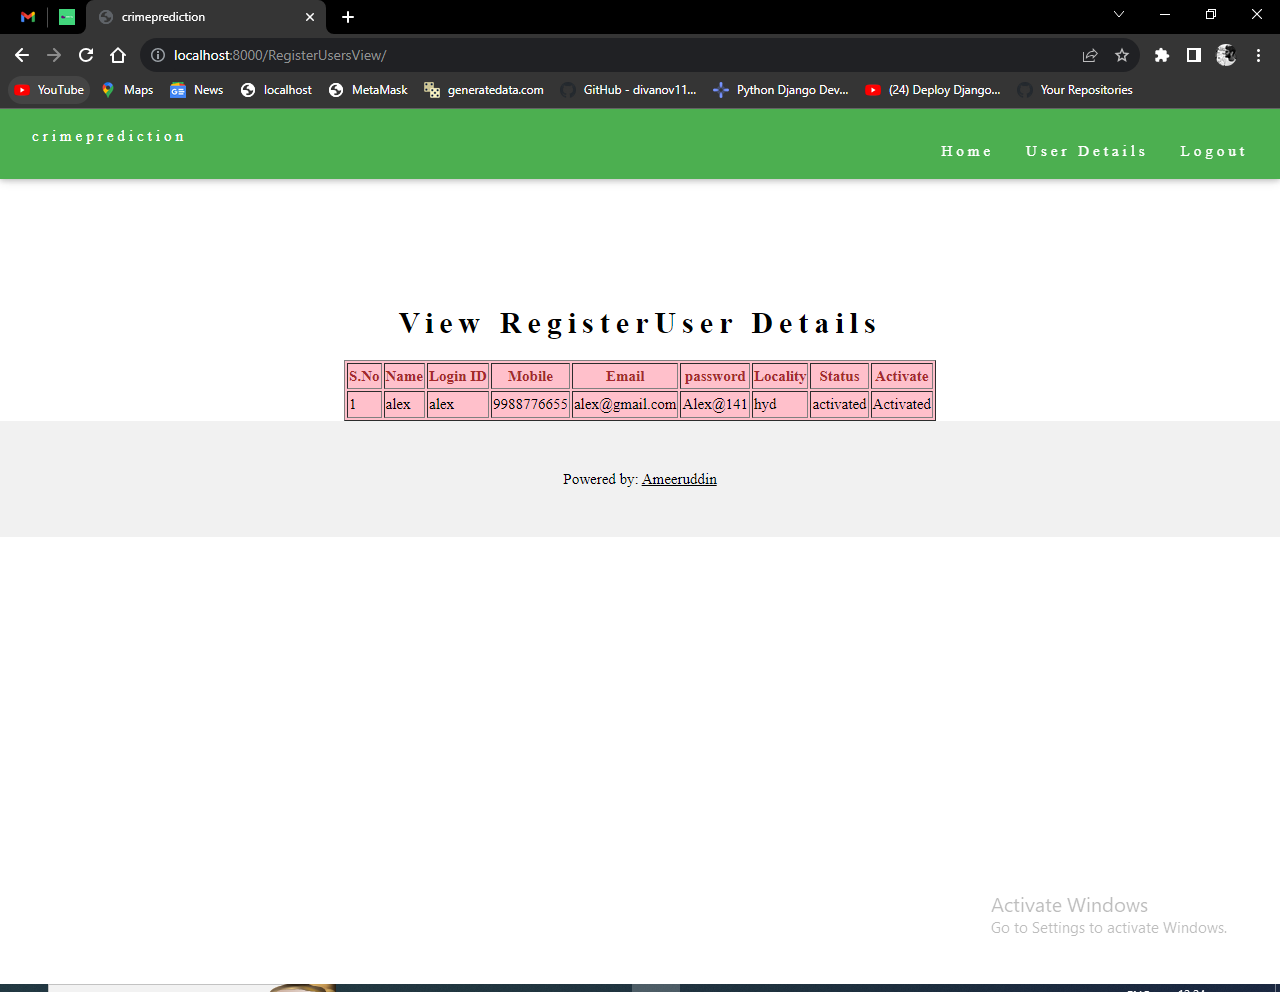 crimeprediction
localhost:8000/RegisterUsersView/
YouTube Maps News localhost MetaMask generatedata.com GitHub - divanov11... Python Django Dev... (24) Deploy Django... Your Repositories
crimeprediction
Home User Details Logout
View RegisterUser Details
S.No Name Login ID Mobile Email password Locality Status Activate
1 alex alex 9988776655 alex@gmail.com Alex@141 hyd activated Activated
Powered by: Ameeruddin
Activate Windows
Go to Settings to activate Windows.